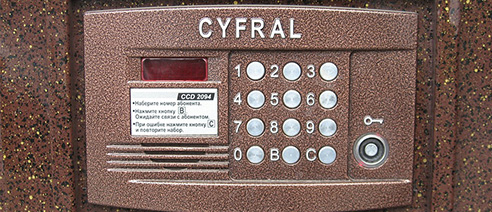 CYFRAL
1 2 3
CCD 2094
•Наберите номер абонента.
4 5 6
•Нажмите кнопку B
Ожидайте связи с абонентом.
•При ошибке нажмите кнопку C
и повторите набор.
7 8 9
0 B C